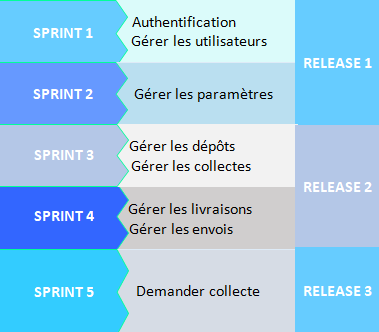 SPRINT 1
Authentification
Gérer les utilisateurs
RELEASE 1
SPRINT 2
Gérer les paramètres
SPRINT 3
Gérer les dépôts
Gérer les collectes
RELEASE 2
SPRINT 4
Gérer les livraisons
Gérer les envois
SPRINT 5
Demander collecte
RELEASE 3